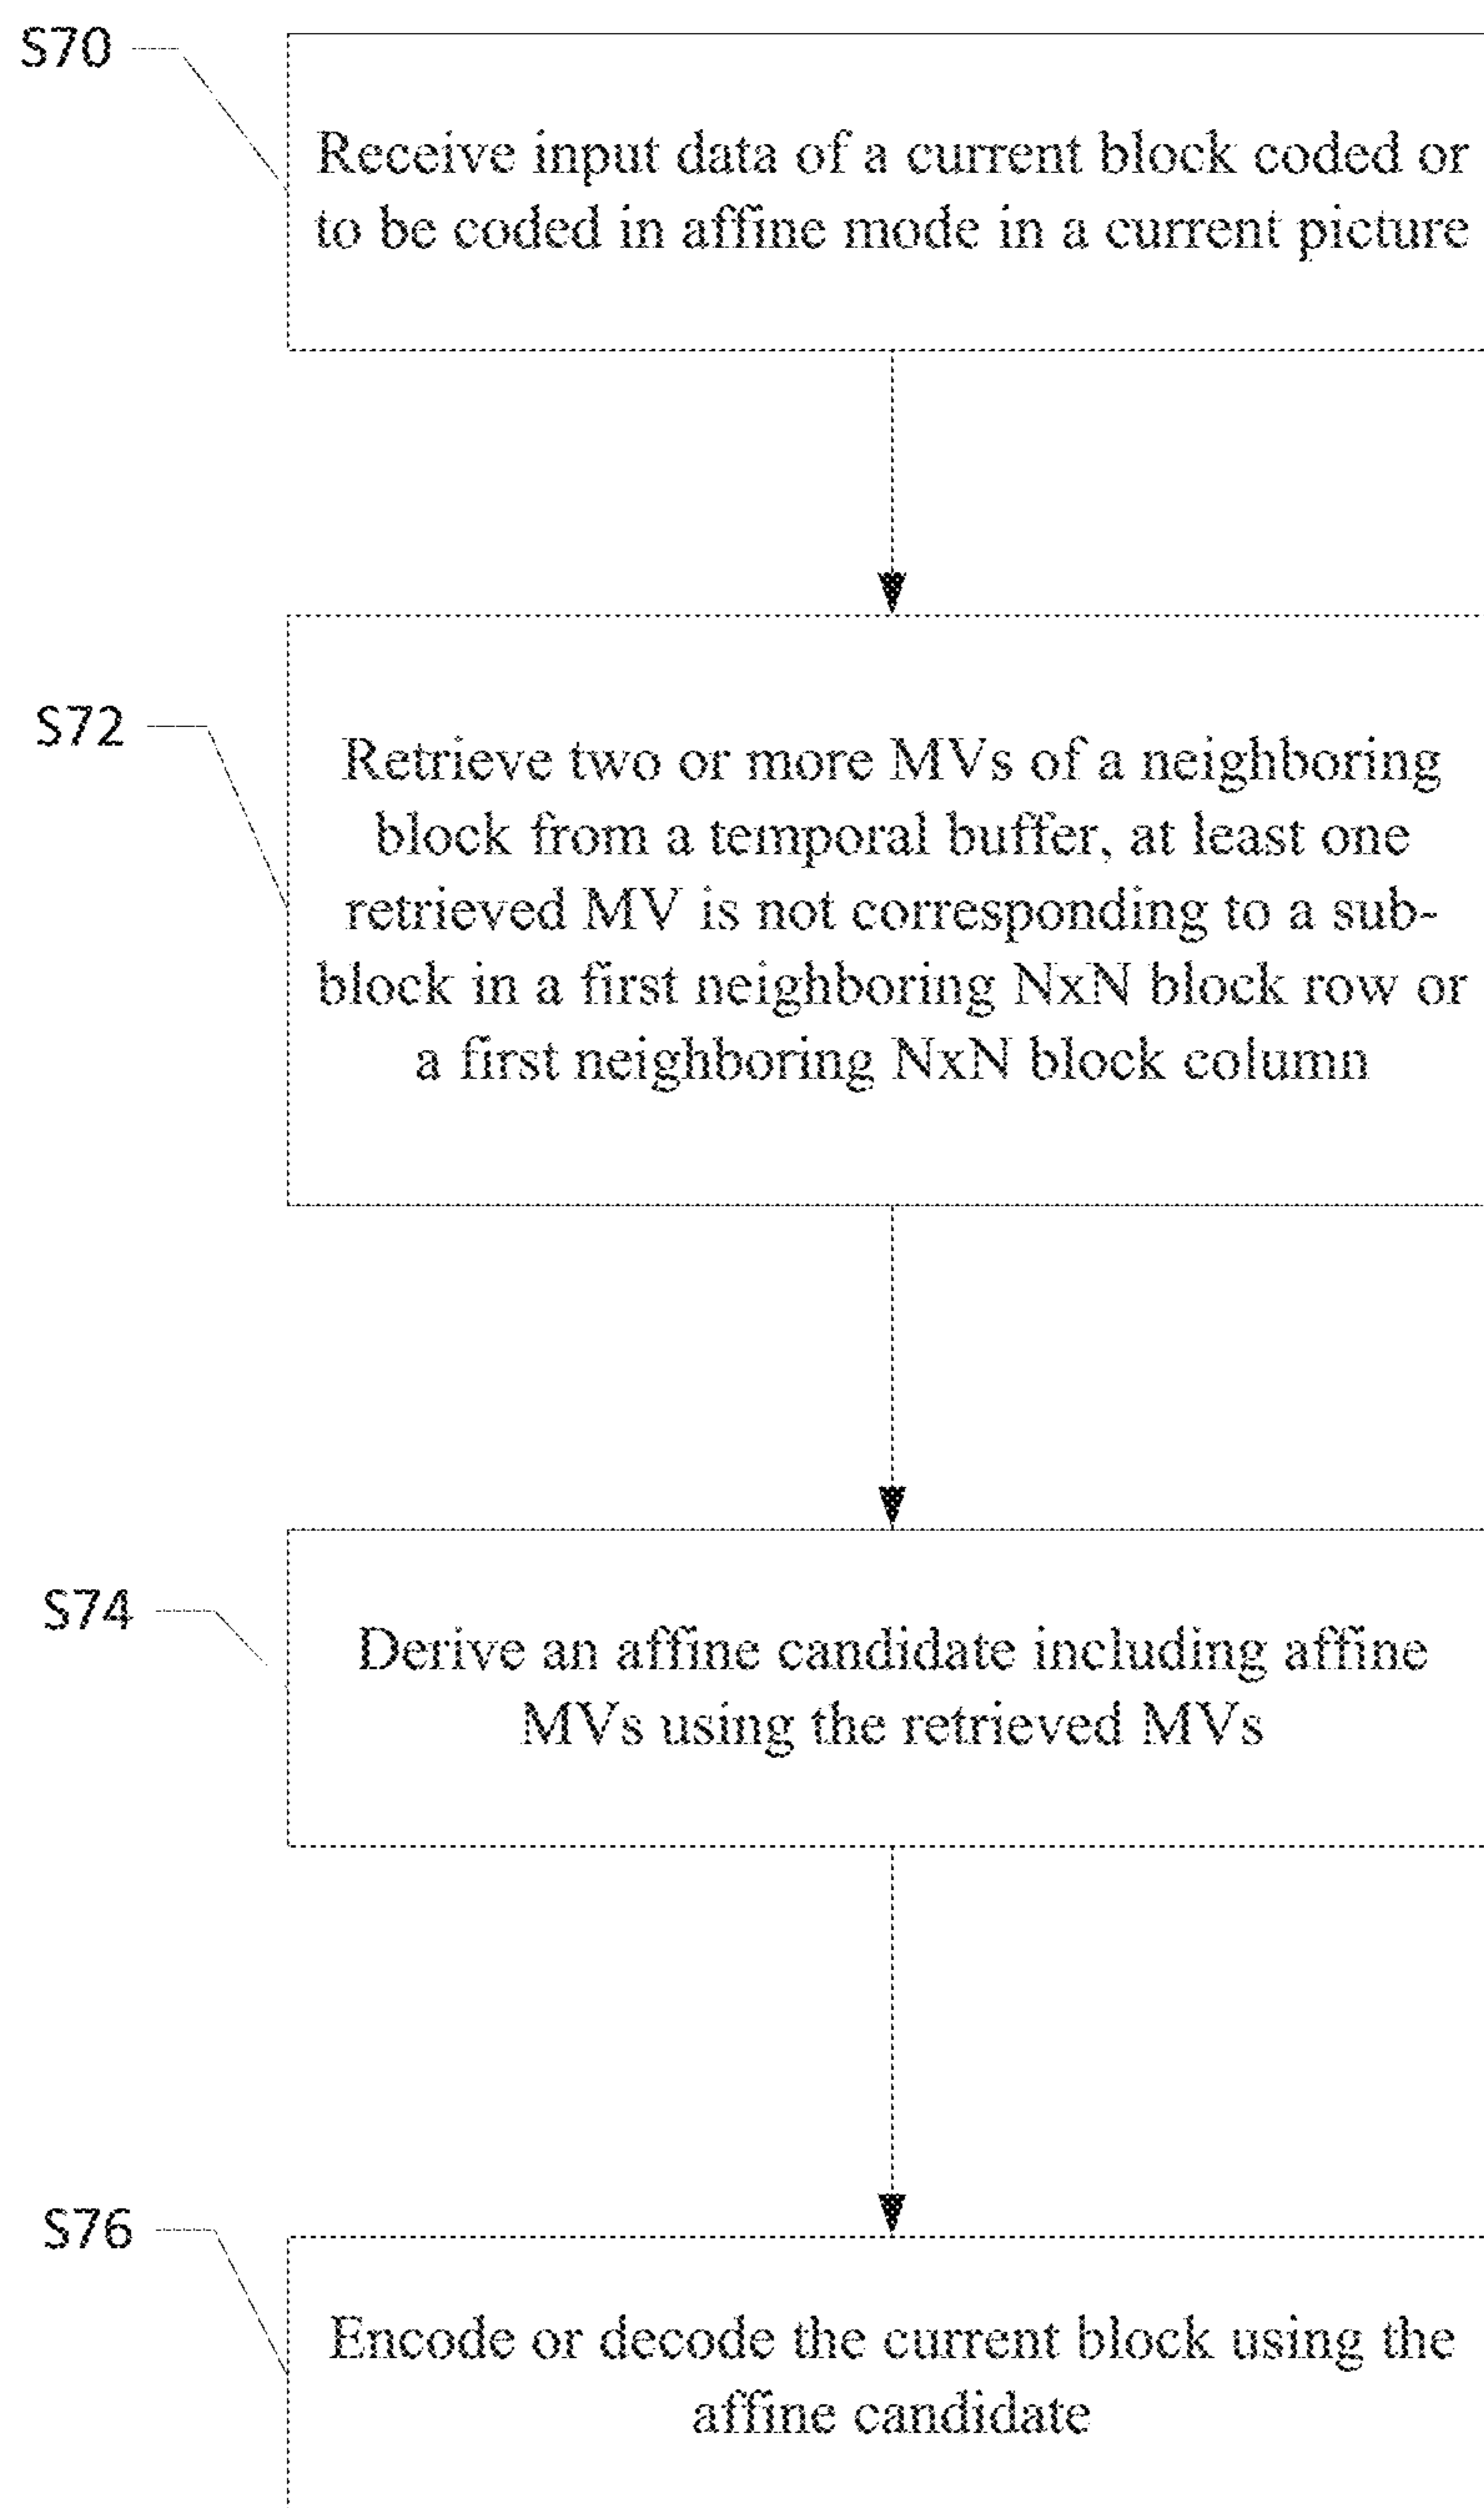 S70
Receive input data of a current block coded or
to be coded in affine mode in a current picture
S72
Retrieve two or more MVs of a neighboring
block from a temporal buffer, at least one
retrieved MV is not corresponding to a sub-
block in a first neighboring NxN block row or
a first neighboring NxN block column
S74
Derive an affine candidate including affine
MVs using the retrieved MVs
S76
Encode or decode the current block using the
affine candidate